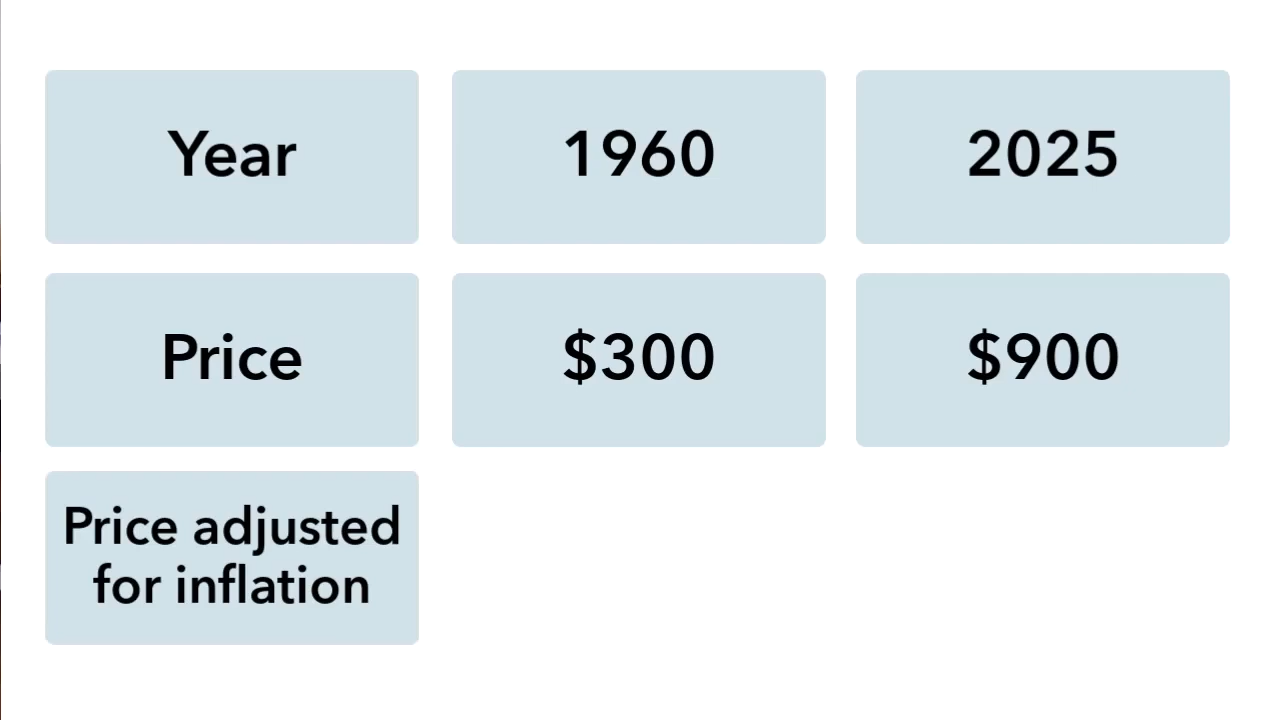 Year 1960 2025
Price $300 $900
Price adjusted
for inflation